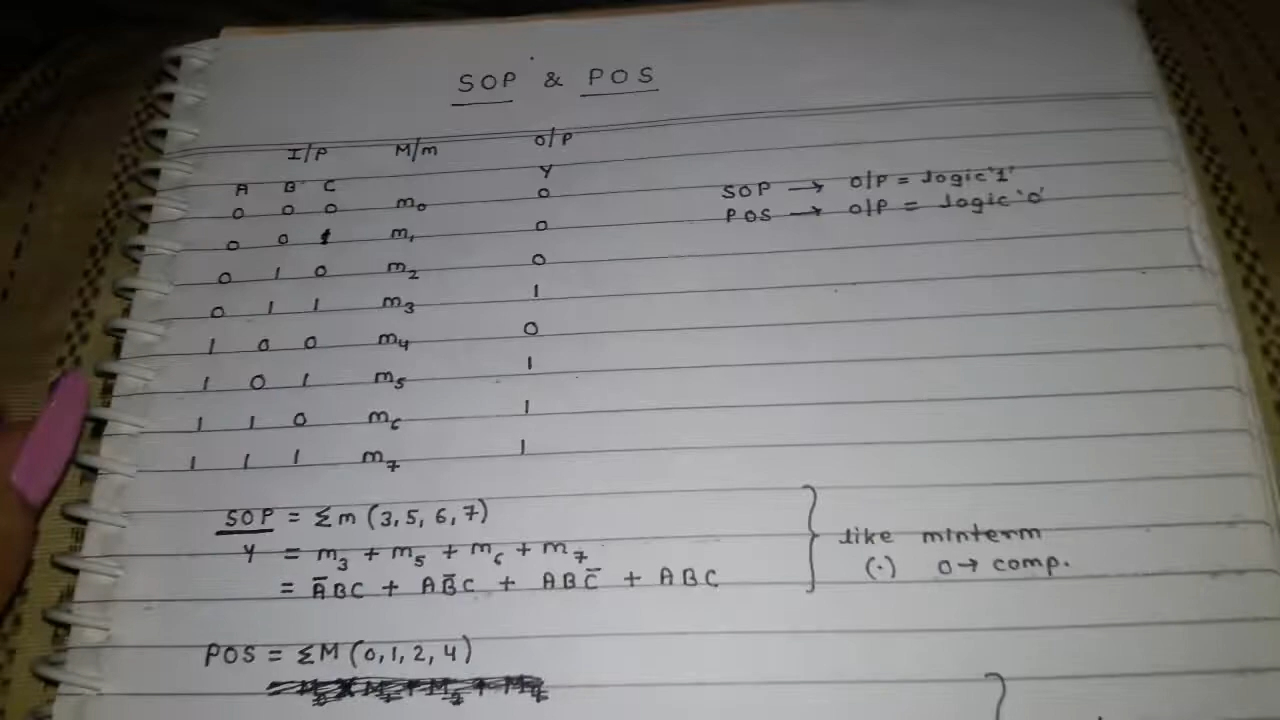 SOP & POS
I/P M/m O/P
A B C Y
0 0 0 m0 0
0 0 1 m1 0
0 1 0 m2 0
0 1 1 m3 1
1 0 0 m4 0
1 0 1 m5 1
1 1 0 m6 1
1 1 1 m7 1
SOP → O/P = logic '1'
POS → O/P = logic '0'
SOP = Σm (3, 5, 6, 7)
Y = m3 + m5 + m6 + m7
= A̅BC + AB̅C + ABC̅ + ABC
like minterm
(·) 0→ comp.
POS = ΣM (0, 1, 2, 4)